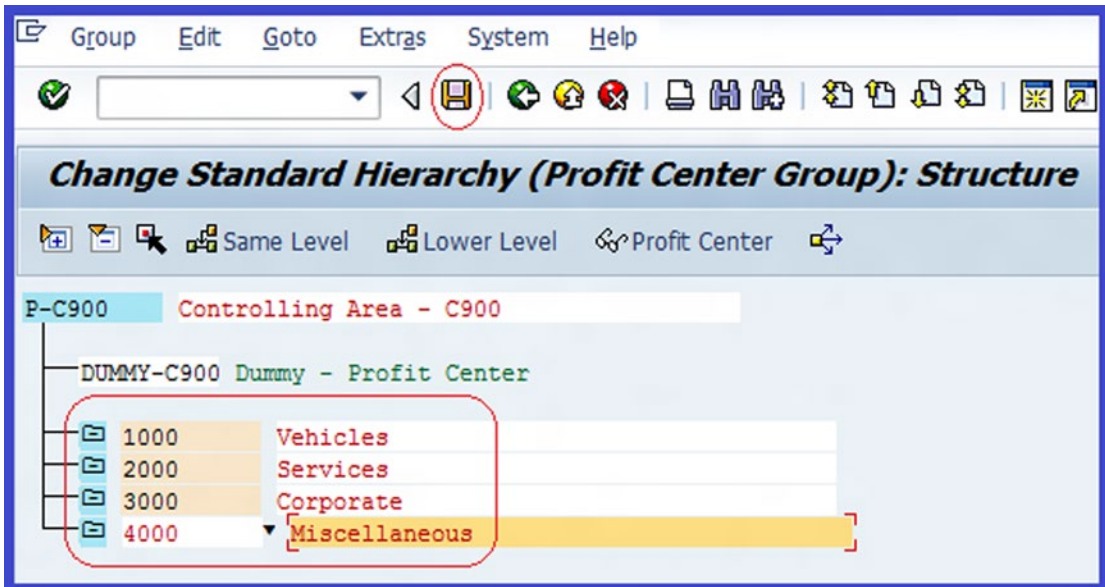 Group Edit Goto Extras System Help
Change Standard Hierarchy (Profit Center Group): Structure
Same Level Lower Level Profit Center
P-C900 Controlling Area - C900
DUMMY-C900 Dummy - Profit Center
1000 Vehicles
2000 Services
3000 Corporate
4000 Miscellaneous